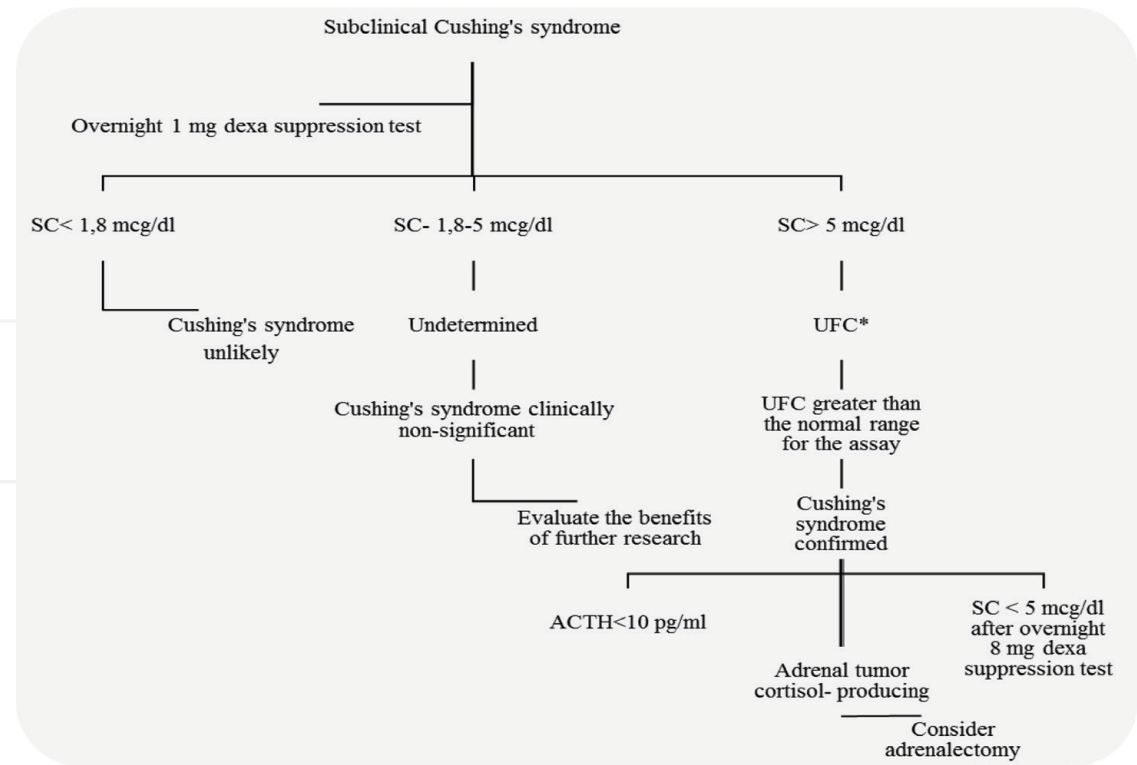 Subclinical Cushing's syndrome
Overnight 1 mg dexa suppression test
SC< 1,8 mcg/dl
SC- 1,8-5 mcg/dl
SC> 5 mcg/dl
Cushing's syndrome
unlikely
Undetermined
UFC*
Cushing's syndrome clinically
non-significant
UFC greater than
the normal range
for the assay
Evaluate the benefits
of further research
Cushing's
syndrome
confirmed
ACTH<10 pg/ml
SC < 5 mcg/dl
after overnight
8 mg dexa
suppression test
Adrenal tumor
cortisol- producing
Consider
adrenalectomy